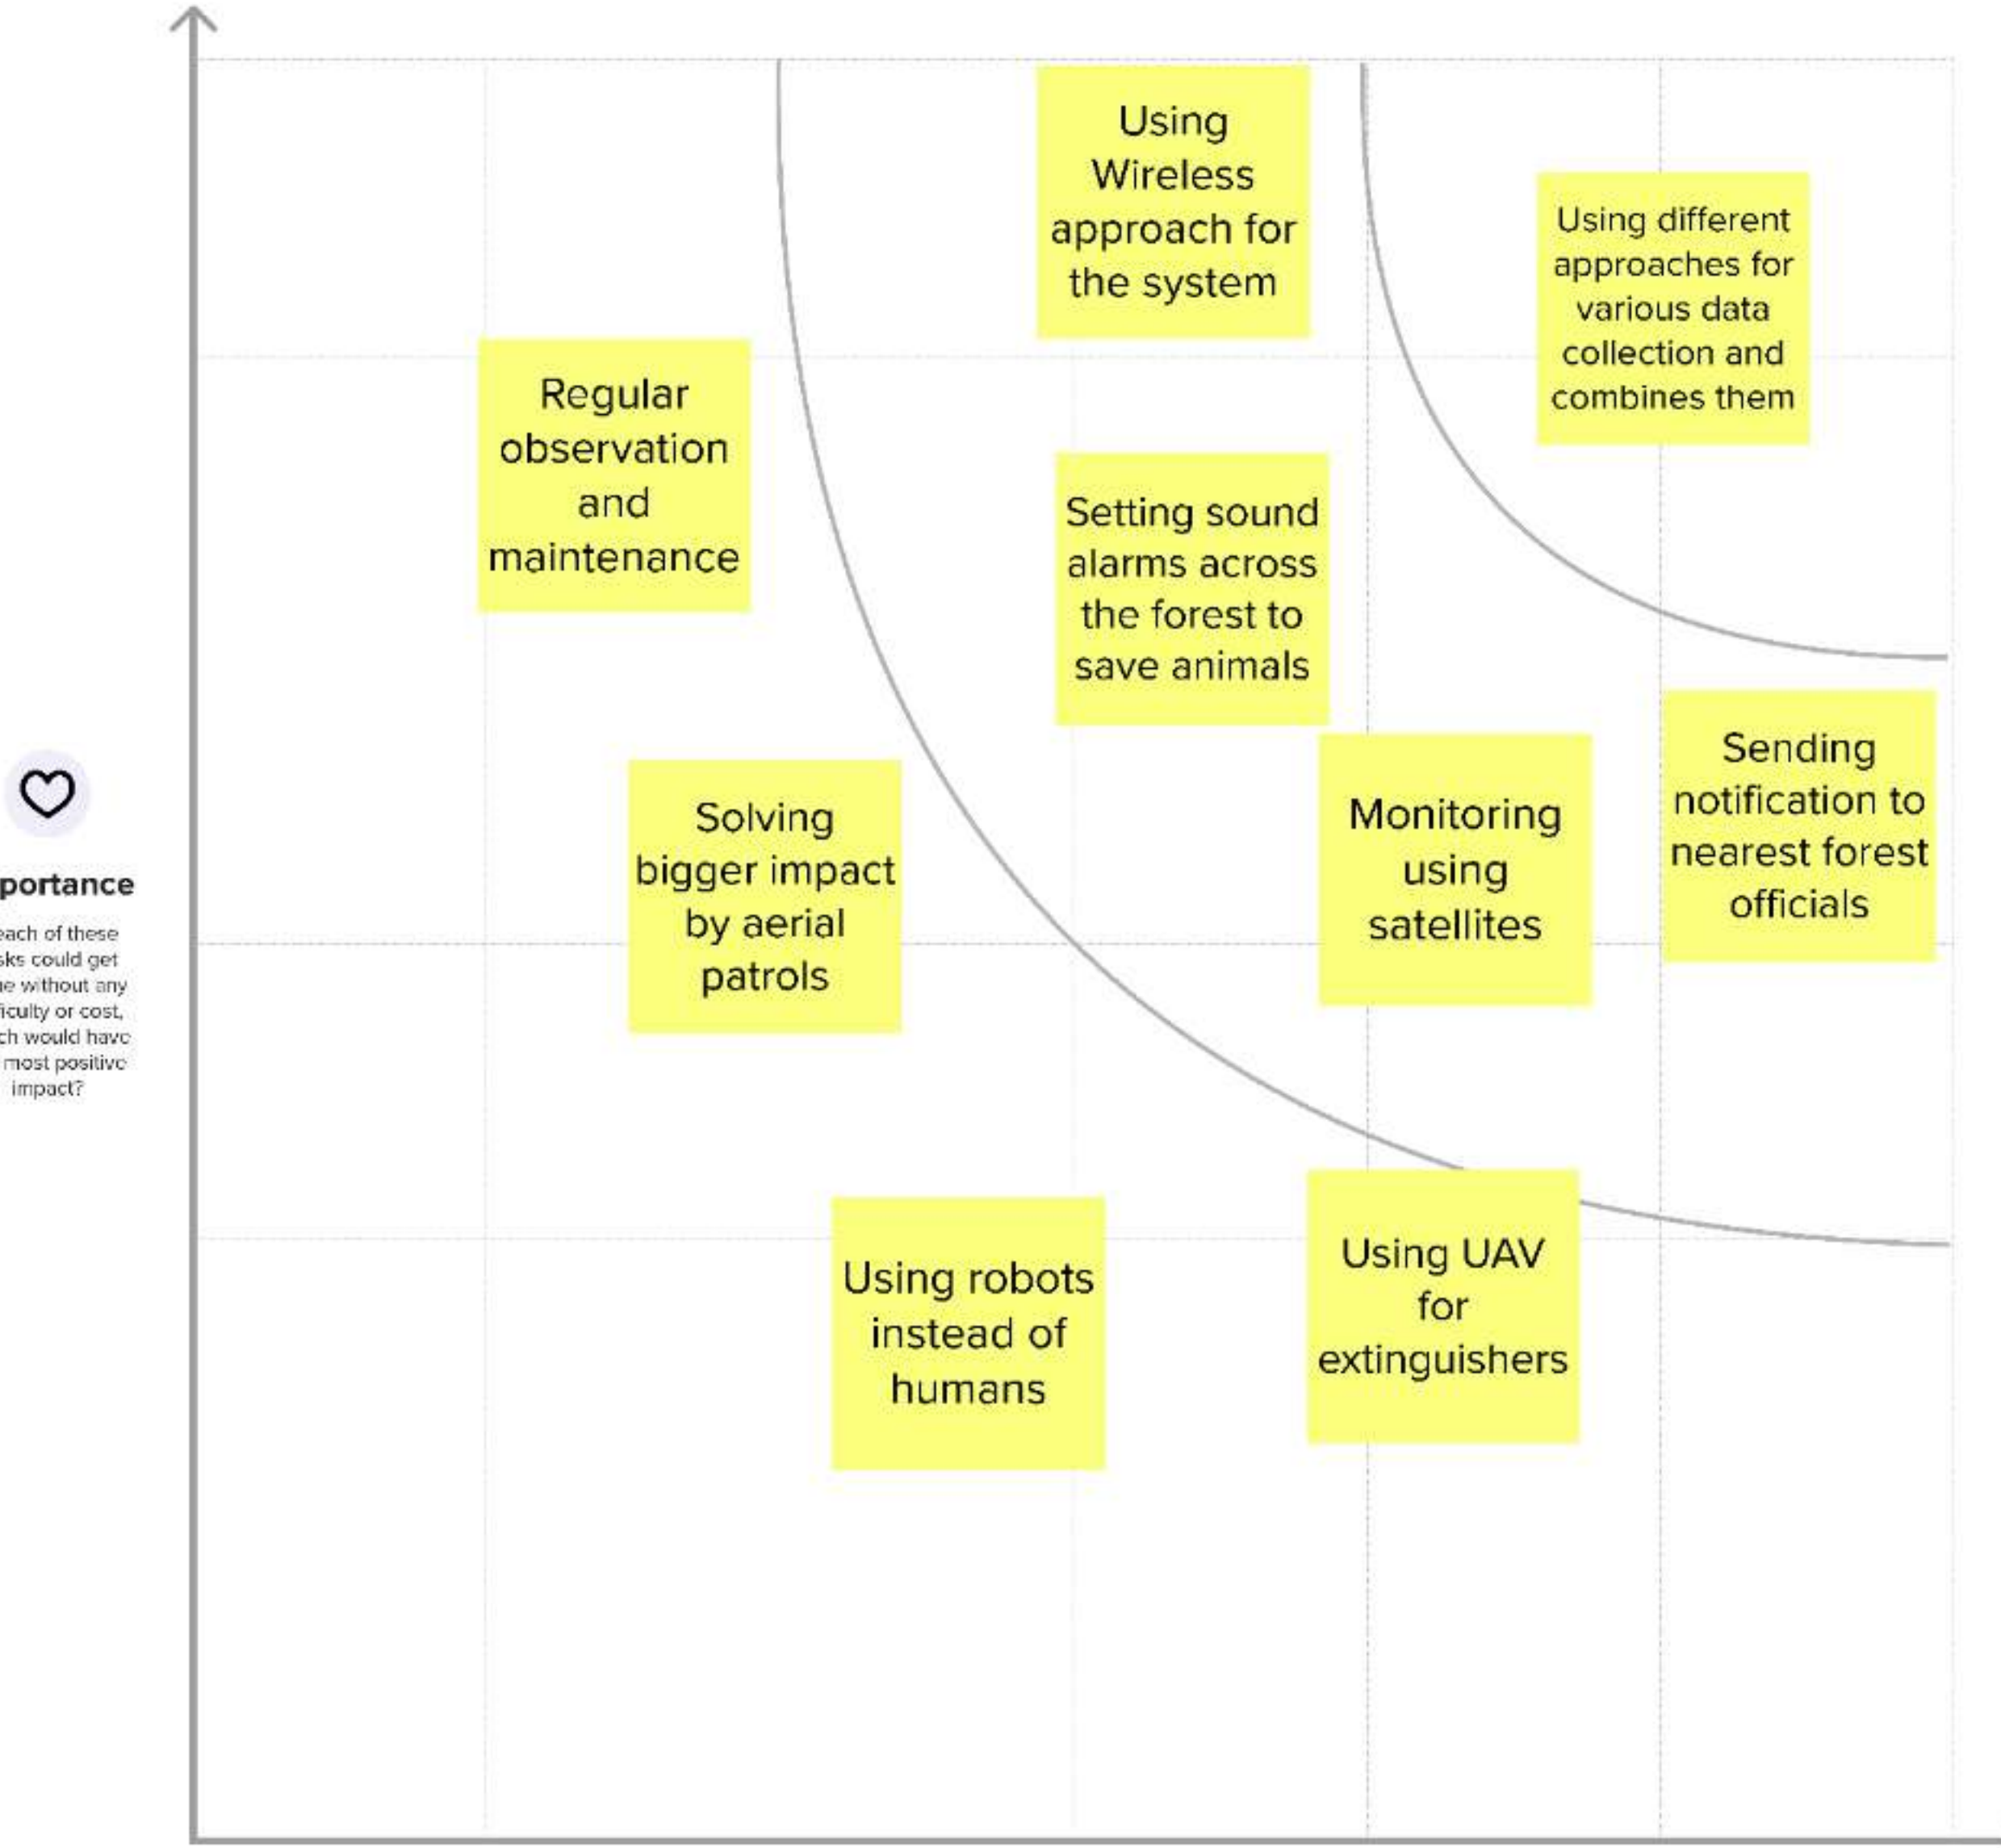 Using
Wireless
approach for
the system
Using different
approaches for
various data
collection and
combines them
Regular
observation
and
maintenance
Setting sound
alarms across
the forest to
save animals
Sending
notification to
nearest forest
officials
Monitoring
using
satellites
Solving
bigger impact
by aerial
patrols
portance
each of these
sks could get
ne without any
ficulty or cost,
ch would have
most positive
impact?
Using UAV
for
extinguishers
Using robots
instead of
humans